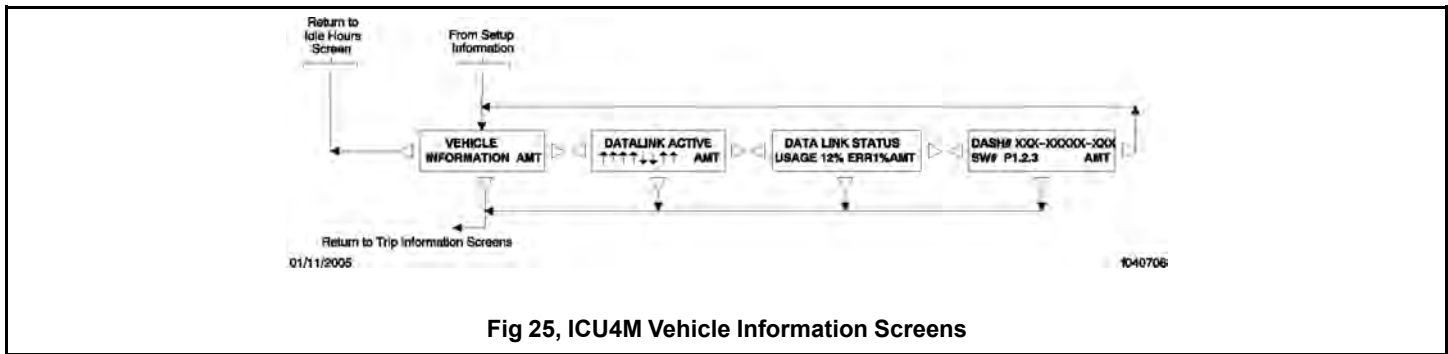 Return to
Idle Hours
Screen
From Setup
Information
VEHICLE
INFORMATION AMT
DATALINK ACTIVE
↑↑↑↑↓↓↑↑ AMT
DATA LINK STATUS
USAGE 12% ERR1%AMT
DASH# XXX-XXXXX-XXX
SW# P1.2.3 AMT
Return to Trip Information Screens
01/11/2005
f040706
Fig 25, ICU4M Vehicle Information Screens